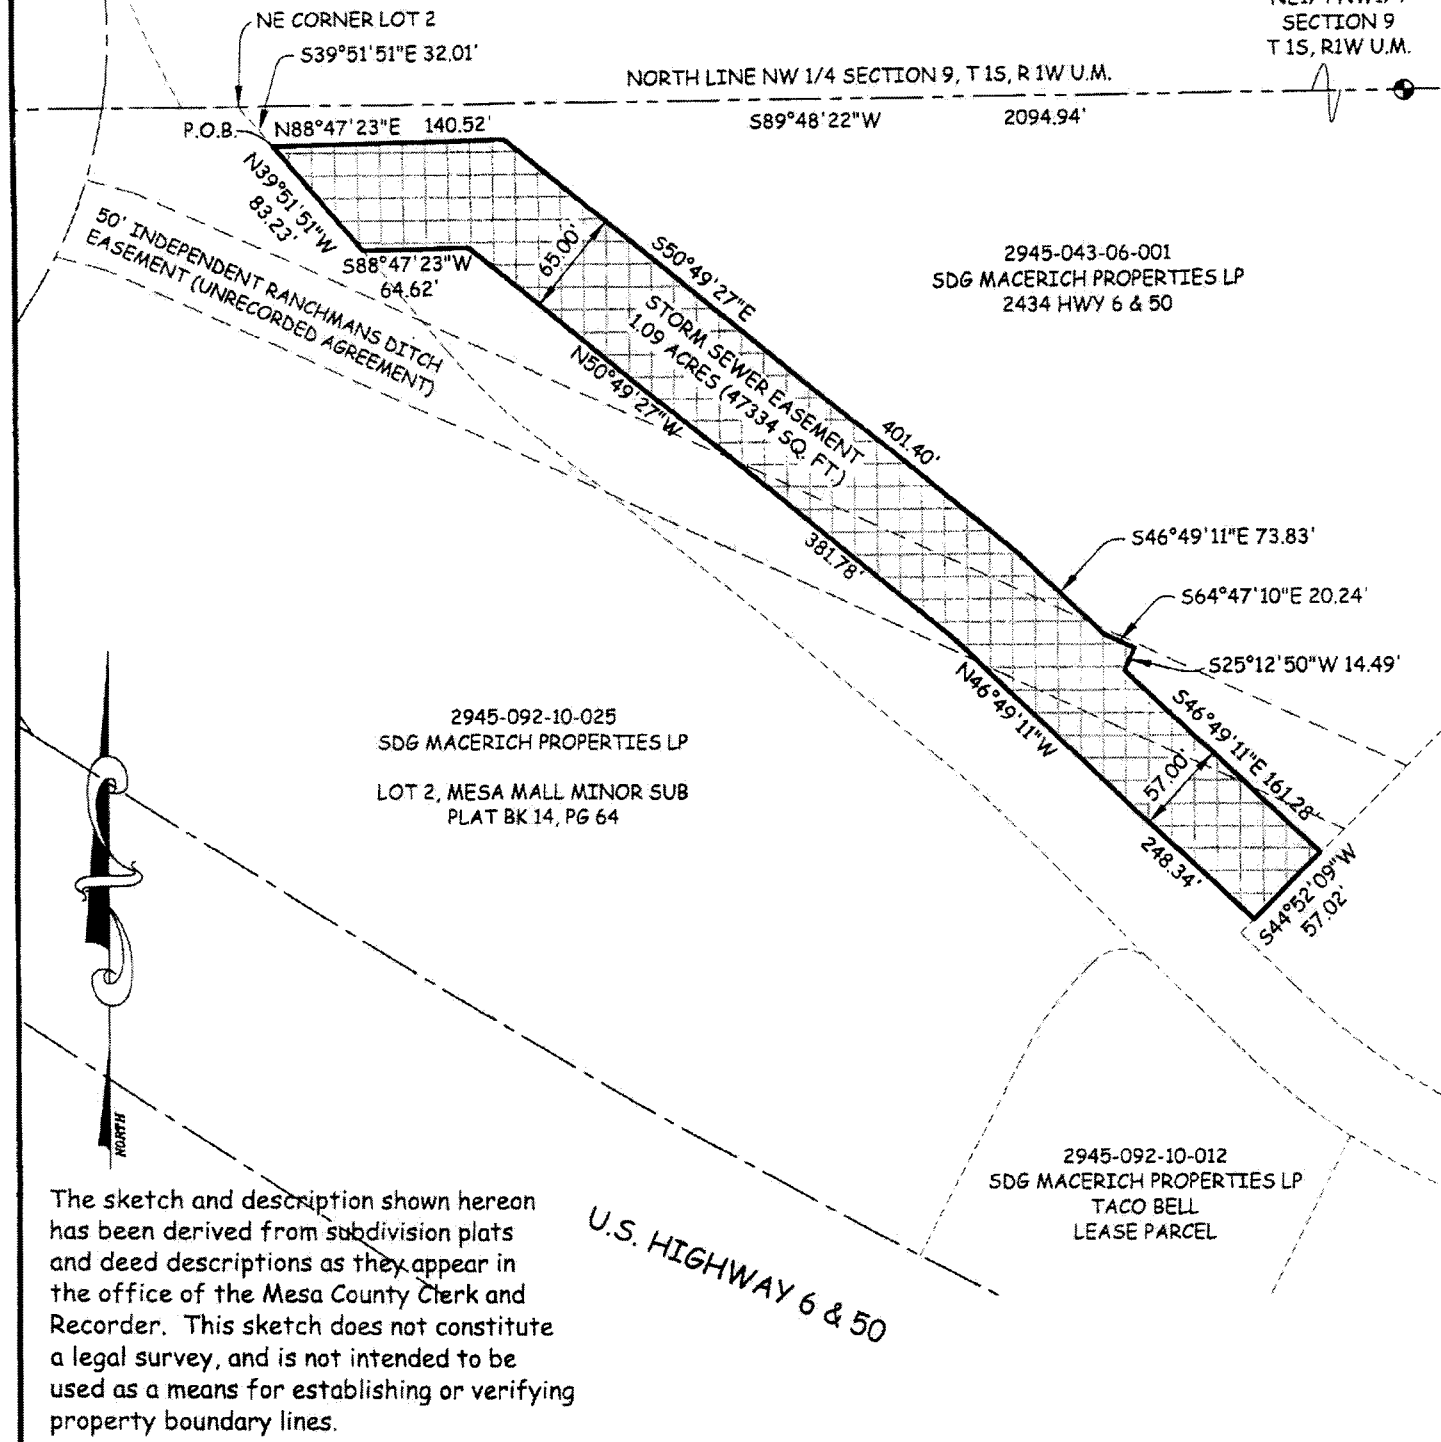 NE CORNER LOT 2
S39°51'51"E 32.01'
SECTION 9
T 1S, R1W U.M.
NORTH LINE NW 1/4 SECTION 9, T 1S, R 1W U.M.
S89°48'22"W 2094.94'
P.O.B.
N88°47'23"E 140.52'
N39°51'51"W
83.23'
S88°47'23"W
64.62'
50' INDEPENDENT RANCHMANS DITCH
EASEMENT (UNRECORDED AGREEMENT)
65.00'
S50°49'27"E
401.40'
2945-043-06-001
SDG MACERICH PROPERTIES LP
2434 HWY 6 & 50
STORM SEWER EASEMENT
1.09 ACRES (47334 SQ. FT.)
N50°49'27"W
381.78'
S46°49'11"E 73.83'
S64°47'10"E 20.24'
S25°12'50"W 14.49'
S46°49'11"E 161.28'
N46°49'11"W
248.34'
57.00'
S44°52'09"W
57.02'
2945-092-10-025
SDG MACERICH PROPERTIES LP
LOT 2, MESA MALL MINOR SUB
PLAT BK 14, PG 64
NORTH
2945-092-10-012
SDG MACERICH PROPERTIES LP
TACO BELL
LEASE PARCEL
U.S. HIGHWAY 6 & 50
The sketch and description shown hereon
has been derived from subdivision plats
and deed descriptions as they appear in
the office of the Mesa County Clerk and
Recorder. This sketch does not constitute
a legal survey, and is not intended to be
used as a means for establishing or verifying
property boundary lines.